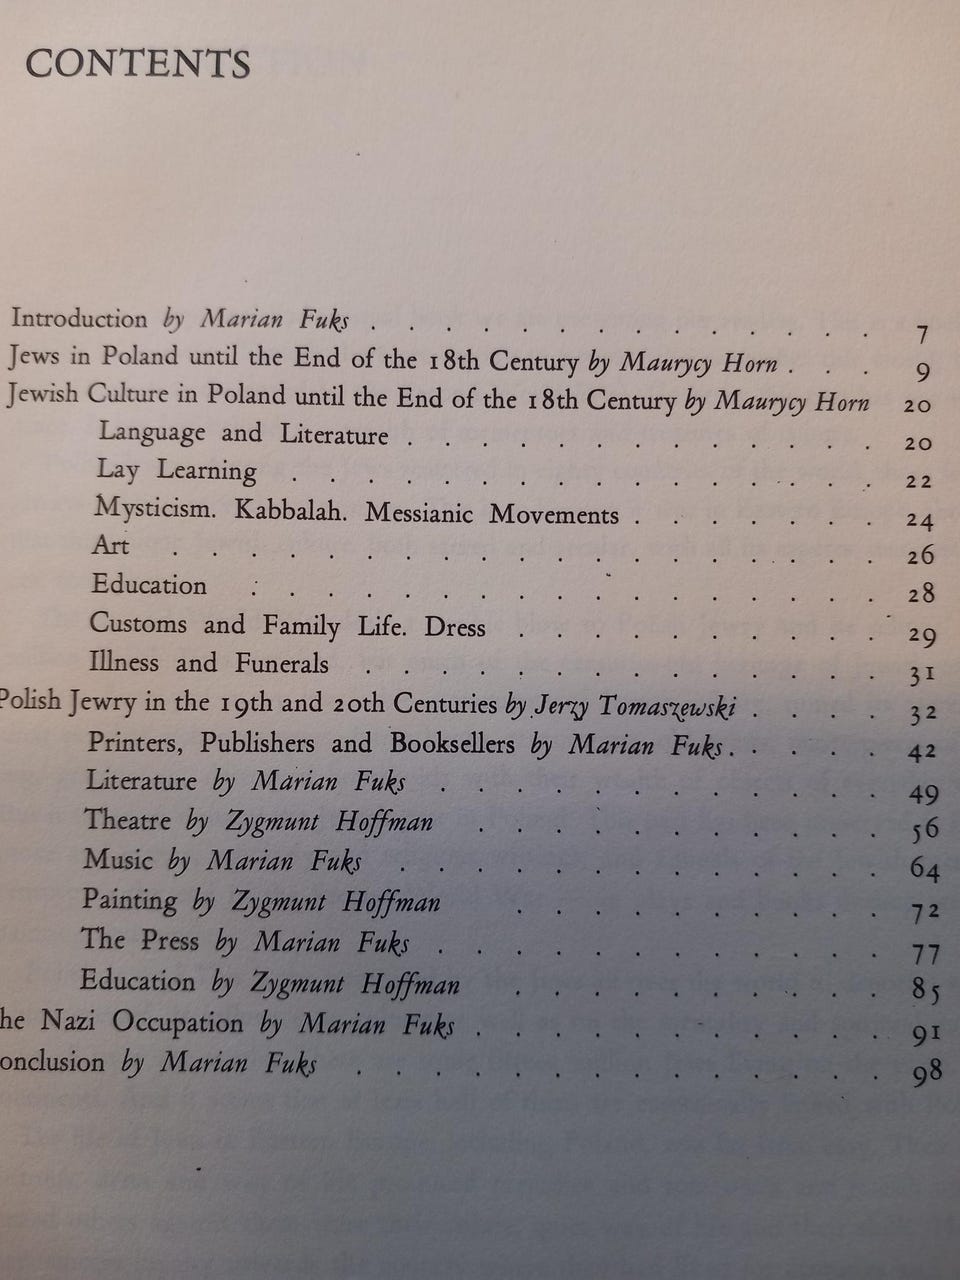 CONTENTS
Introduction by Marian Fuks . . . . . . . . . . . . . . 7
Jews in Poland until the End of the 18th Century by Maurycy Horn . . . 9
Jewish Culture in Poland until the End of the 18th Century by Maurycy Horn 20
Language and Literature . . . . . . . . . . . . . 20
Lay Learning . . . . . . . . . . . . . . . . 22
Mysticism. Kabbalah. Messianic Movements . . . . . . . 24
Art . . . . . . . . . . . . . . . . . . . 26
Education . . . . . . . . . . . . . . . . . 28
Customs and Family Life. Dress . . . . . . . . . . 29
Illness and Funerals . . . . . . . . . . . . . . 31
Polish Jewry in the 19th and 20th Centuries by Jerzy Tomaszewski . . . . 32
Printers, Publishers and Booksellers by Marian Fuks . . . . . 42
Literature by Marian Fuks . . . . . . . . . . . . 49
Theatre by Zygmunt Hoffman . . . . . . . . . . . 56
Music by Marian Fuks . . . . . . . . . . . . . 64
Painting by Zygmunt Hoffman . . . . . . . . . . 72
The Press by Marian Fuks . . . . . . . . . . . . 77
Education by Zygmunt Hoffman . . . . . . . . . . 85
he Nazi Occupation by Marian Fuks . . . . . . . . . . . 91
onclusion by Marian Fuks . . . . . . . . . . . . . . 98